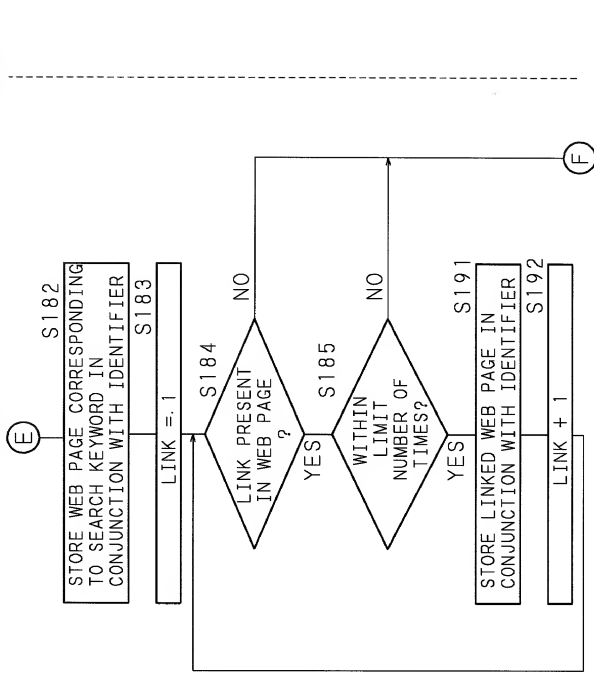 E
S182
STORE WEB PAGE CORRESPONDING
TO SEARCH KEYWORD IN
CONJUNCTION WITH IDENTIFIER
S183
LINK =. 1
S184
LINK PRESENT
IN WEB PAGE
?
NO
YES
S185
WITHIN
LIMIT
NUMBER OF
TIMES?
NO
YES
S191
STORE LINKED WEB PAGE IN
CONJUNCTION WITH IDENTIFIER
S192
LINK + 1
F